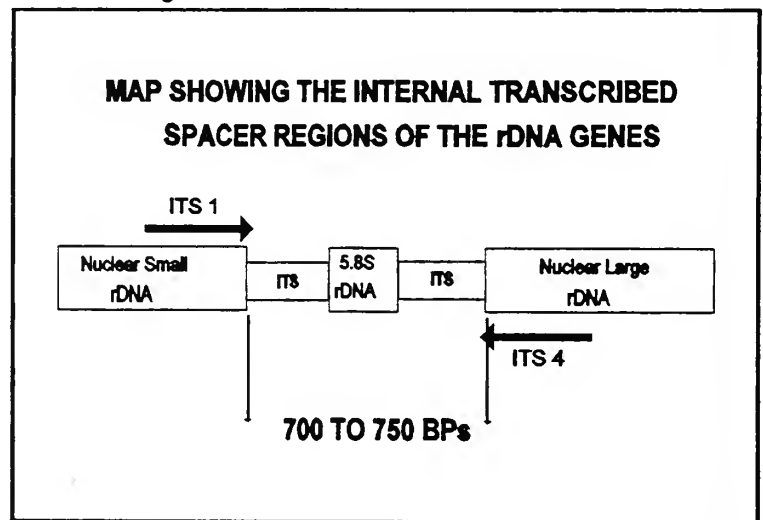 MAP SHOWING THE INTERNAL TRANSCRIBED
SPACER REGIONS OF THE rDNA GENES
ITS 1
Nuclear Small
rDNA
ITS
5.8S
rDNA
ITS
Nuclear Large
rDNA
ITS 4
700 TO 750 BPs